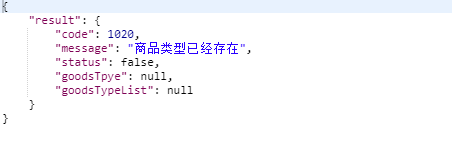 {
    "result": {
        "code": 1020,
        "message": "商品类型已经存在",
        "status": false,
        "goodsTpye": null,
        "goodsTypeList": null
    }
}